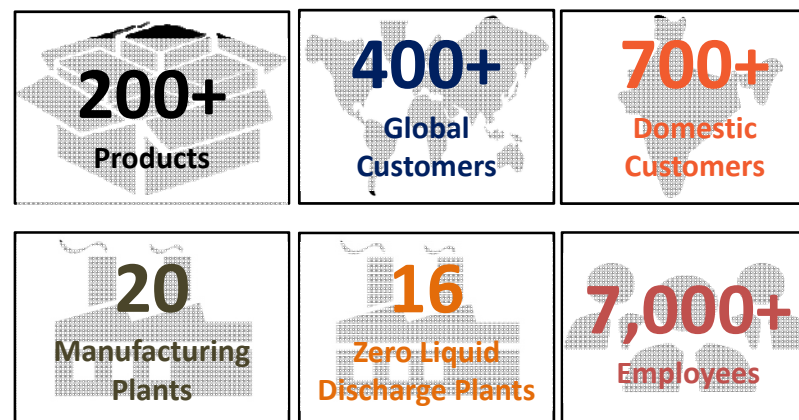 200+
Products
400+
Global
Customers
700+
Domestic
Customers
20
Manufacturing
Plants
16
Zero Liquid
Discharge Plants
7,000+
Employees